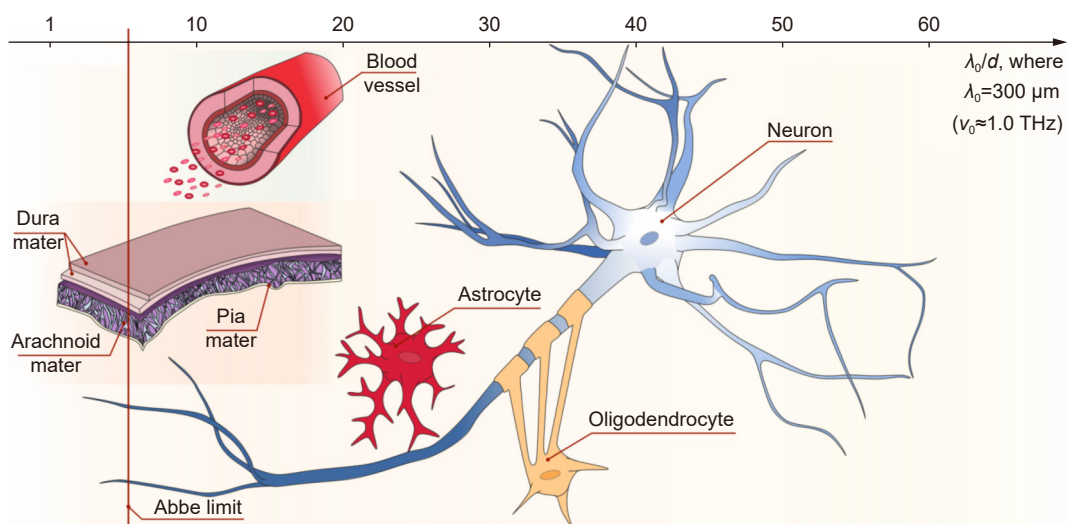 1 10 20 30 40 50 60
λ₀/d, where
λ₀=300 μm
(ν₀≈1.0 THz)
Blood
vessel
Neuron
Dura
mater
Astrocyte
Pia
mater
Arachnoid
mater
Oligodendrocyte
Abbe limit